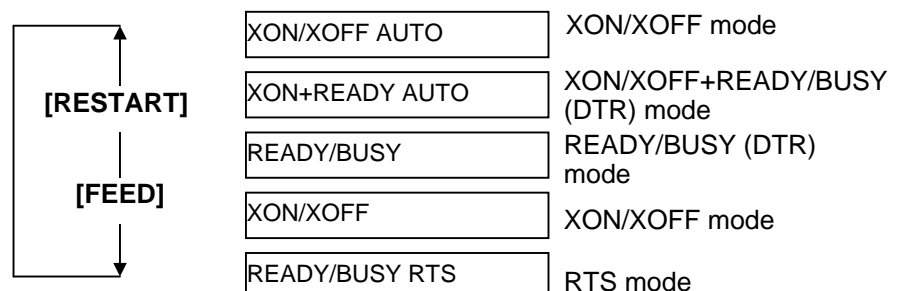 XON/XOFF AUTO XON/XOFF mode
[RESTART]
XON+READY AUTO XON/XOFF+READY/BUSY
(DTR) mode
READY/BUSY READY/BUSY (DTR)
mode
[FEED]
XON/XOFF XON/XOFF mode
READY/BUSY RTS RTS mode